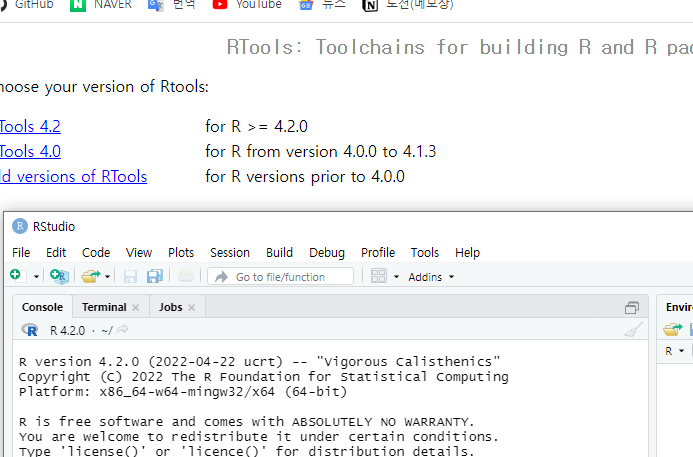 GitHub NAVER 번역 YouTube 뉴스 노션(메모장)
RTools: Toolchains for building R and R pac
hoose your version of Rtools:
Tools 4.2 for R >= 4.2.0
Tools 4.0 for R from version 4.0.0 to 4.1.3
ld versions of RTools for R versions prior to 4.0.0
RStudio
File Edit Code View Plots Session Build Debug Profile Tools Help
Go to file/function Addins
Console Terminal Jobs Enviro
R 4.2.0 · ~/ R
R version 4.2.0 (2022-04-22 ucrt) -- "Vigorous Calisthenics"
Copyright (C) 2022 The R Foundation for Statistical Computing
Platform: x86_64-w64-mingw32/x64 (64-bit)
R is free software and comes with ABSOLUTELY NO WARRANTY.
You are welcome to redistribute it under certain conditions.
Type 'license()' or 'licence()' for distribution details.